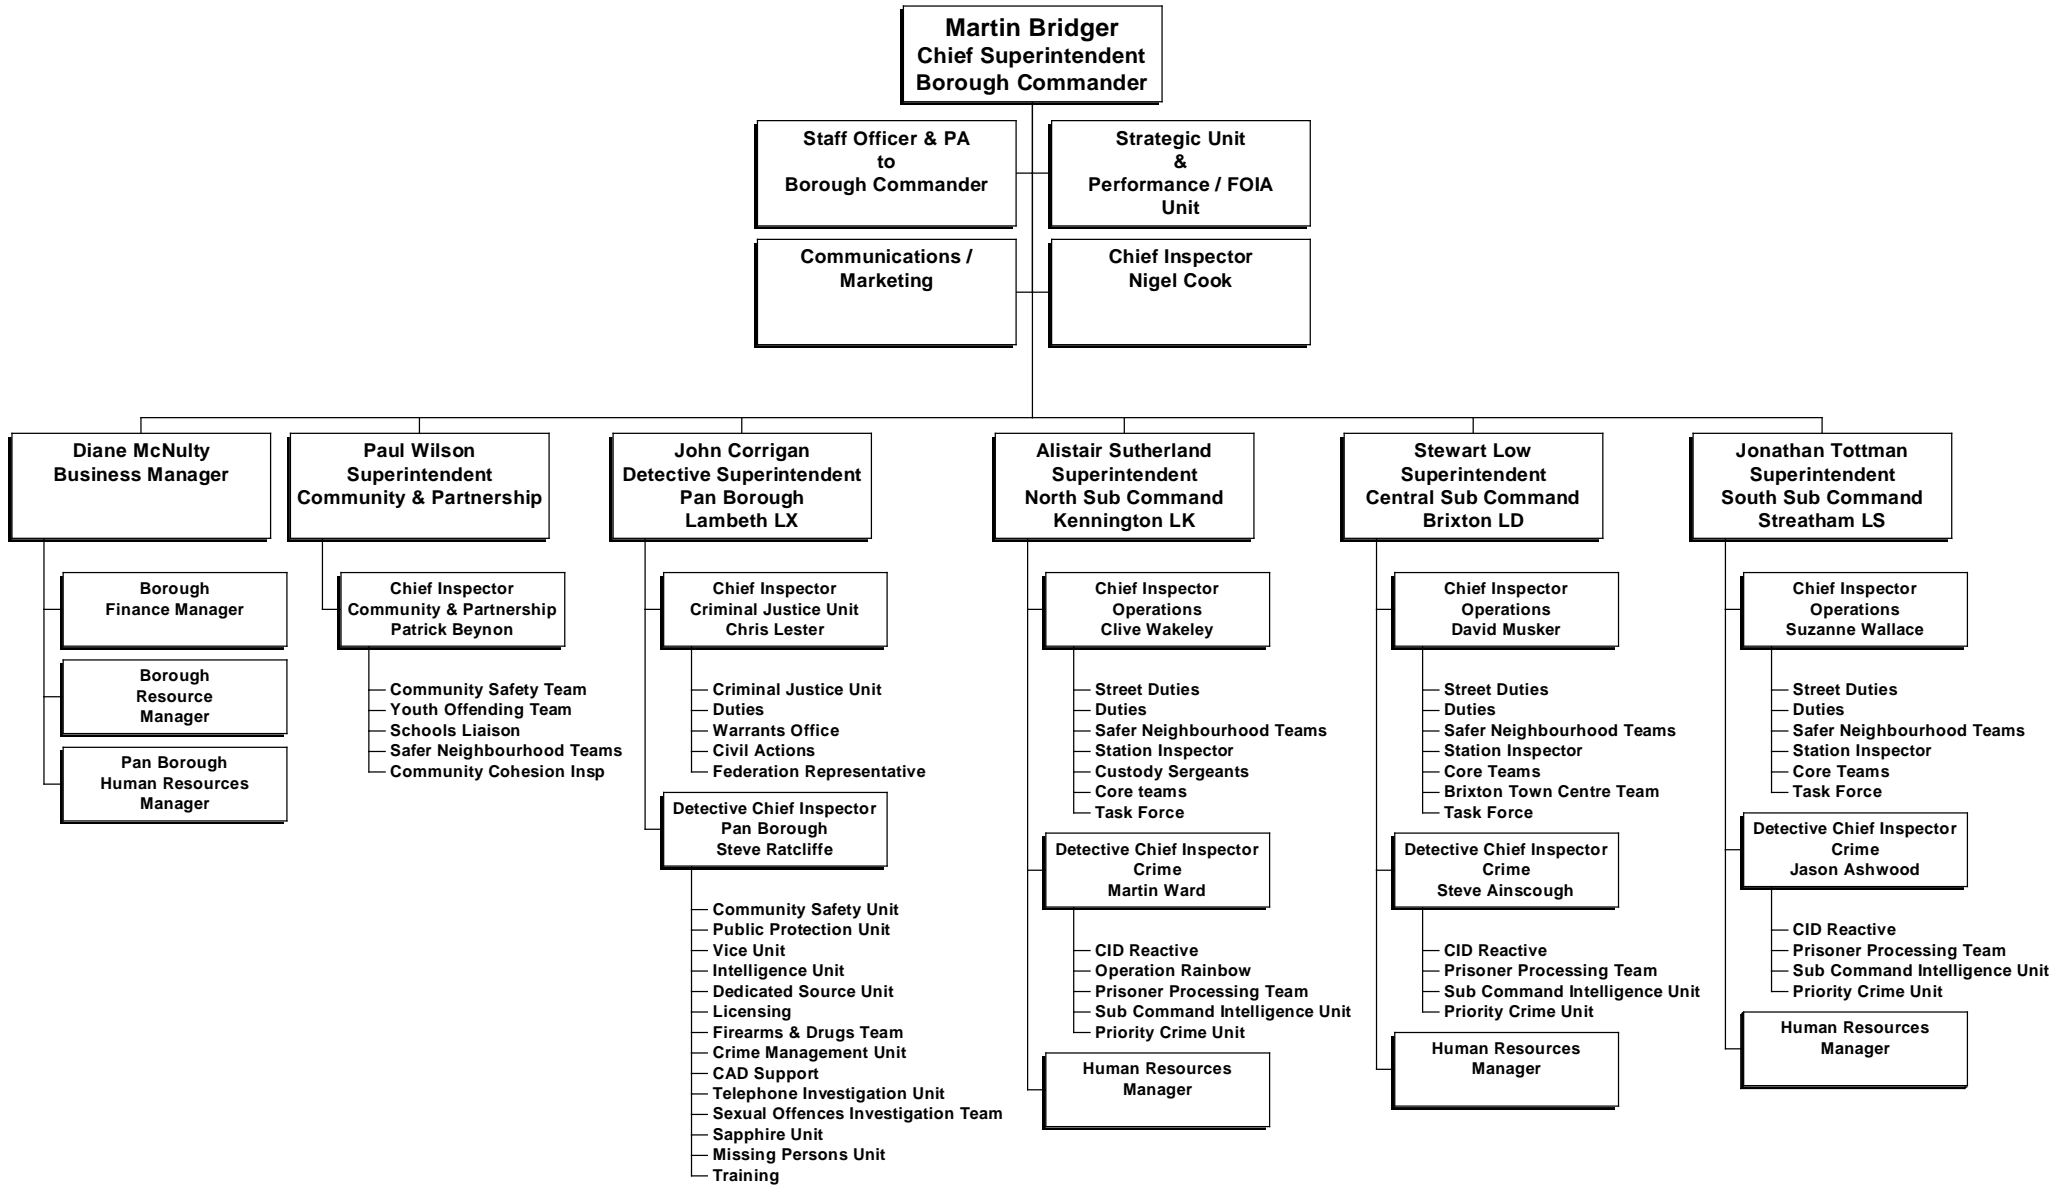 Martin Bridger
Chief Superintendent
Borough Commander
Staff Officer & PA
to
Borough Commander
Strategic Unit
&
Performance / FOIA
Unit
Communications /
Marketing
Chief Inspector
Nigel Cook
Diane McNulty
Business Manager
Borough
Finance Manager
Borough
Resource
Manager
Pan Borough
Human Resources
Manager
Paul Wilson
Superintendent
Community & Partnership
Chief Inspector
Community & Partnership
Patrick Beynon
Community Safety Team
Youth Offending Team
Schools Liaison
Safer Neighbourhood Teams
Community Cohesion Insp
John Corrigan
Detective Superintendent
Pan Borough
Lambeth LX
Chief Inspector
Criminal Justice Unit
Chris Lester
Criminal Justice Unit
Duties
Warrants Office
Civil Actions
Federation Representative
Detective Chief Inspector
Pan Borough
Steve Ratcliffe
Community Safety Unit
Public Protection Unit
Vice Unit
Intelligence Unit
Dedicated Source Unit
Licensing
Firearms & Drugs Team
Crime Management Unit
CAD Support
Telephone Investigation Unit
Sexual Offences Investigation Team
Sapphire Unit
Missing Persons Unit
Training
Alistair Sutherland
Superintendent
North Sub Command
Kennington LK
Chief Inspector
Operations
Clive Wakeley
Street Duties
Duties
Safer Neighbourhood Teams
Station Inspector
Custody Sergeants
Core teams
Task Force
Detective Chief Inspector
Crime
Martin Ward
CID Reactive
Operation Rainbow
Prisoner Processing Team
Sub Command Intelligence Unit
Priority Crime Unit
Human Resources
Manager
Stewart Low
Superintendent
Central Sub Command
Brixton LD
Chief Inspector
Operations
David Musker
Street Duties
Duties
Safer Neighbourhood Teams
Station Inspector
Core Teams
Brixton Town Centre Team
Task Force
Detective Chief Inspector
Crime
Steve Ainscough
CID Reactive
Prisoner Processing Team
Sub Command Intelligence Unit
Priority Crime Unit
Human Resources
Manager
Jonathan Tottman
Superintendent
South Sub Command
Streatham LS
Chief Inspector
Operations
Suzanne Wallace
Street Duties
Duties
Safer Neighbourhood Teams
Station Inspector
Core Teams
Task Force
Detective Chief Inspector
Crime
Jason Ashwood
CID Reactive
Prisoner Processing Team
Sub Command Intelligence Unit
Priority Crime Unit
Human Resources
Manager